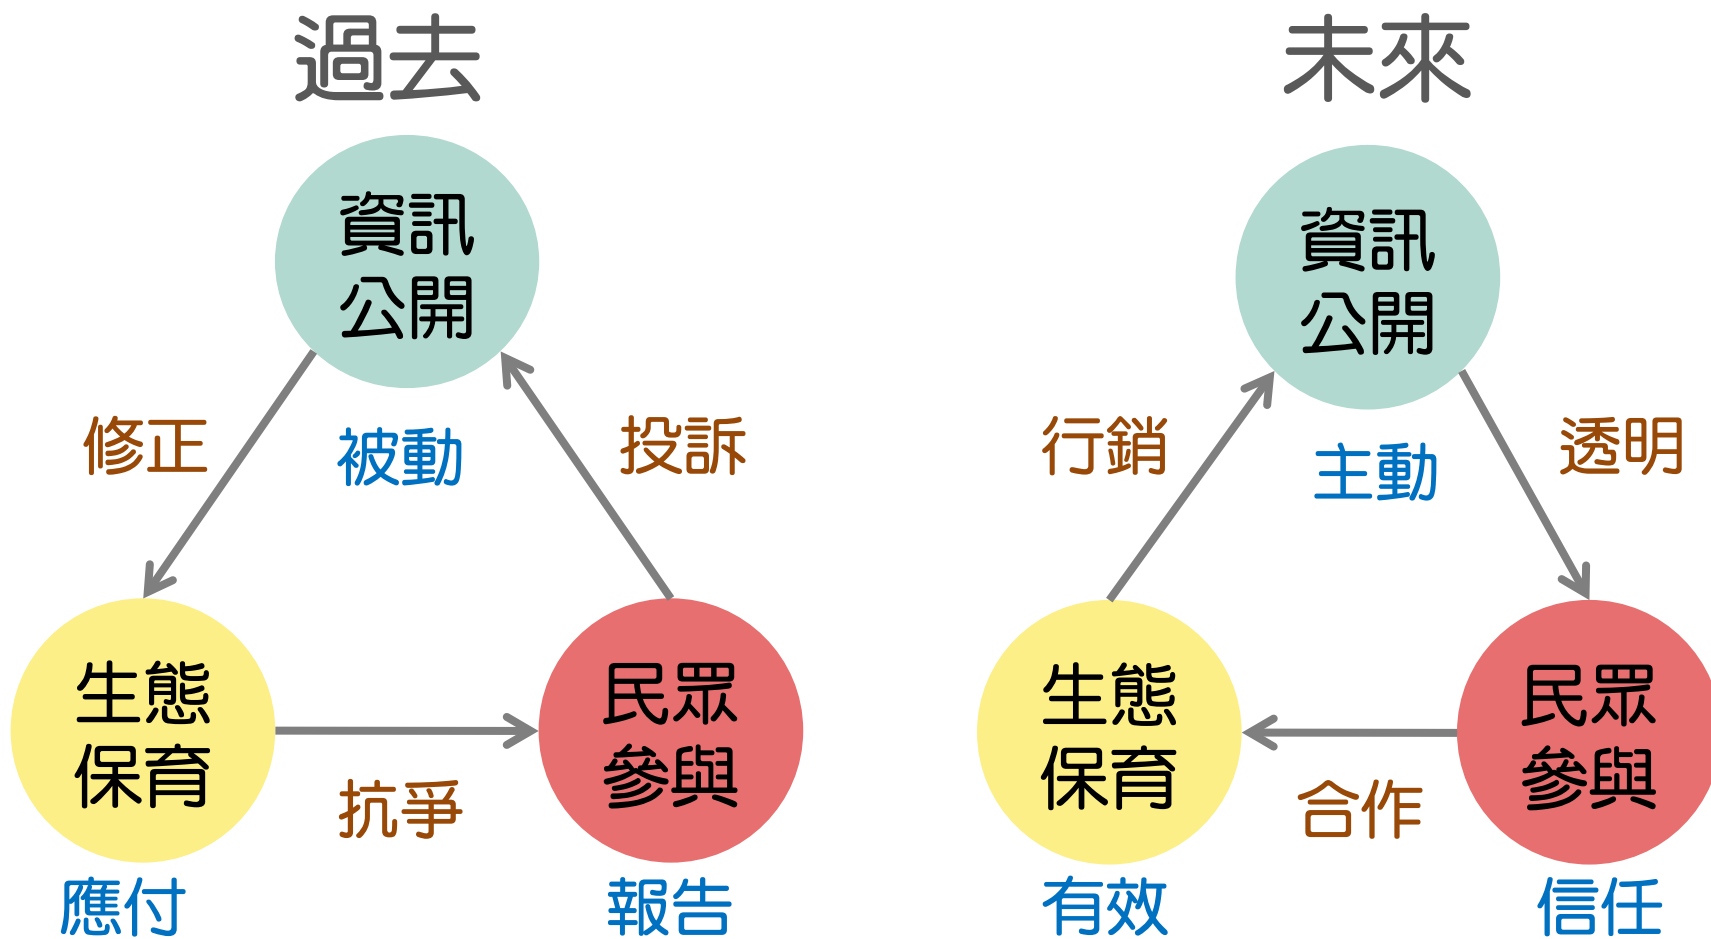 過去
資訊
公開
修正
被動
投訴
生態
保育
民眾
參與
抗爭
應付
報告
未來
資訊
公開
行銷
主動
透明
生態
保育
民眾
參與
合作
有效
信任